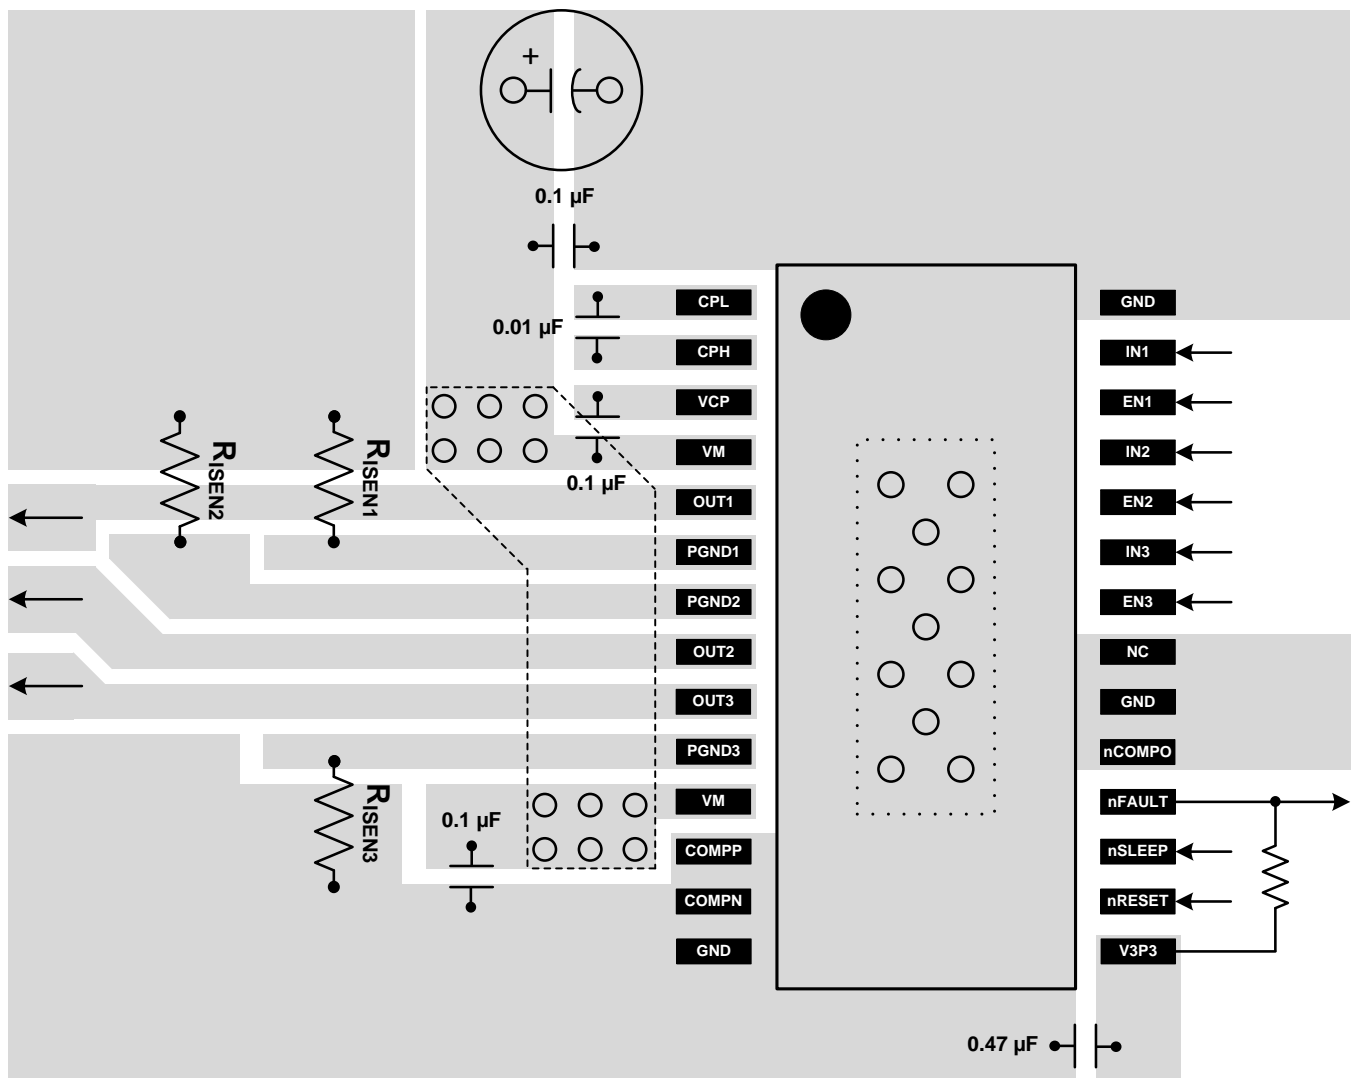 +
0.1 µF
CPL
GND
0.01 µF
CPH
IN1
VCP
EN1
VM
IN2
0.1 µF
RISEN2
RISEN1
OUT1
EN2
PGND1
IN3
PGND2
EN3
OUT2
NC
OUT3
GND
PGND3
nCOMPO
RISEN3
VM
nFAULT
0.1 µF
COMPP
nSLEEP
COMPN
nRESET
GND
V3P3
0.47 µF